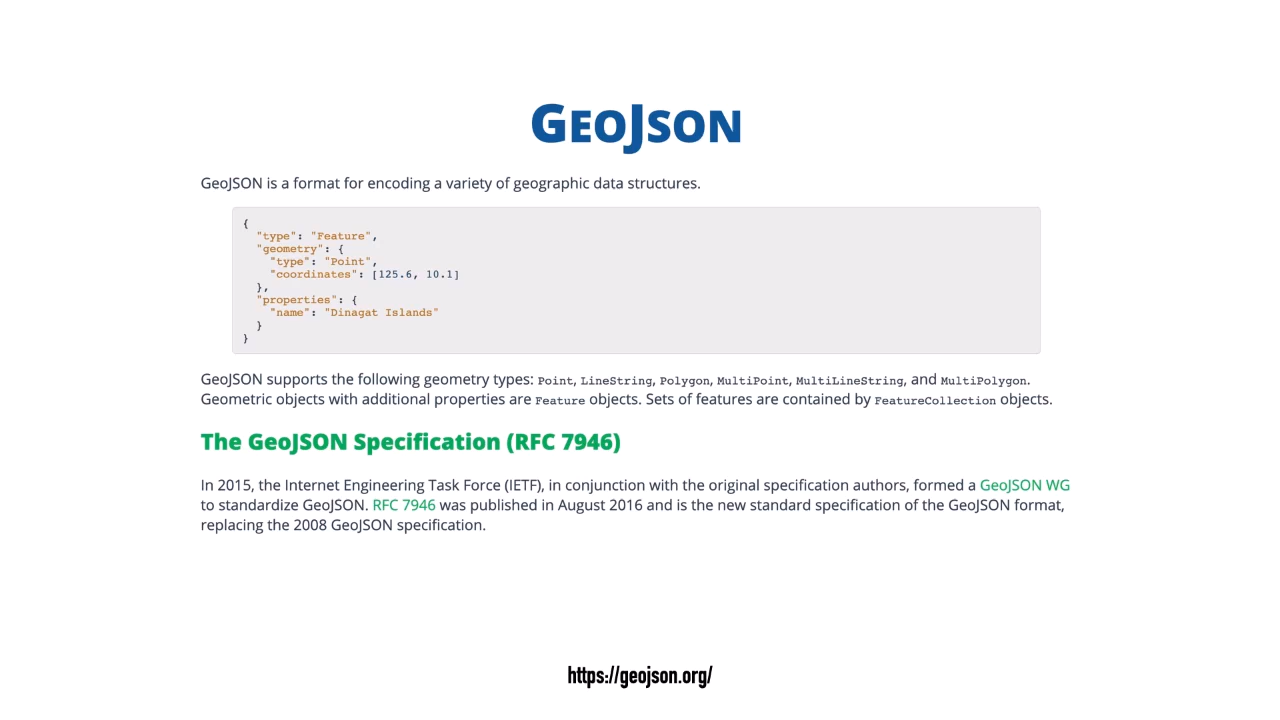 GEOJSON
GeoJSON is a format for encoding a variety of geographic data structures.
{
  "type": "Feature",
  "geometry": {
    "type": "Point",
    "coordinates": [125.6, 10.1]
  },
  "properties": {
    "name": "Dinagat Islands"
  }
}
GeoJSON supports the following geometry types: Point, LineString, Polygon, MultiPoint, MultiLineString, and MultiPolygon.
Geometric objects with additional properties are Feature objects. Sets of features are contained by FeatureCollection objects.
The GeoJSON Specification (RFC 7946)
In 2015, the Internet Engineering Task Force (IETF), in conjunction with the original specification authors, formed a GeoJSON WG
to standardize GeoJSON. RFC 7946 was published in August 2016 and is the new standard specification of the GeoJSON format,
replacing the 2008 GeoJSON specification.
https://geojson.org/